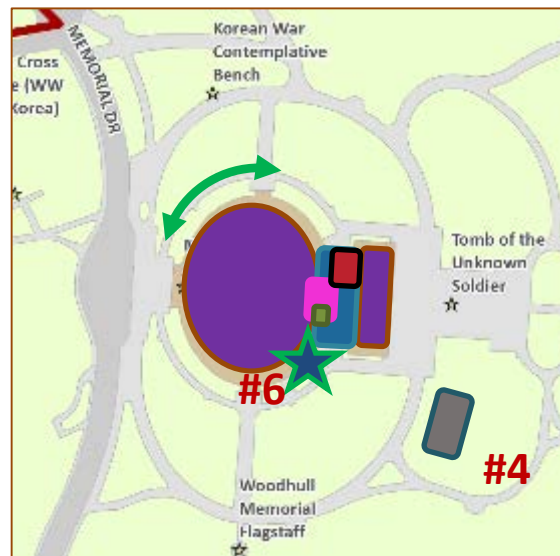 Korean War
Contemplative
Bench
Cross
e (WW
Korea)
MEMORIAL DR
Tomb of the
Unknown
Soldier
#6
#4
Woodhull
Memorial
Flagstaff